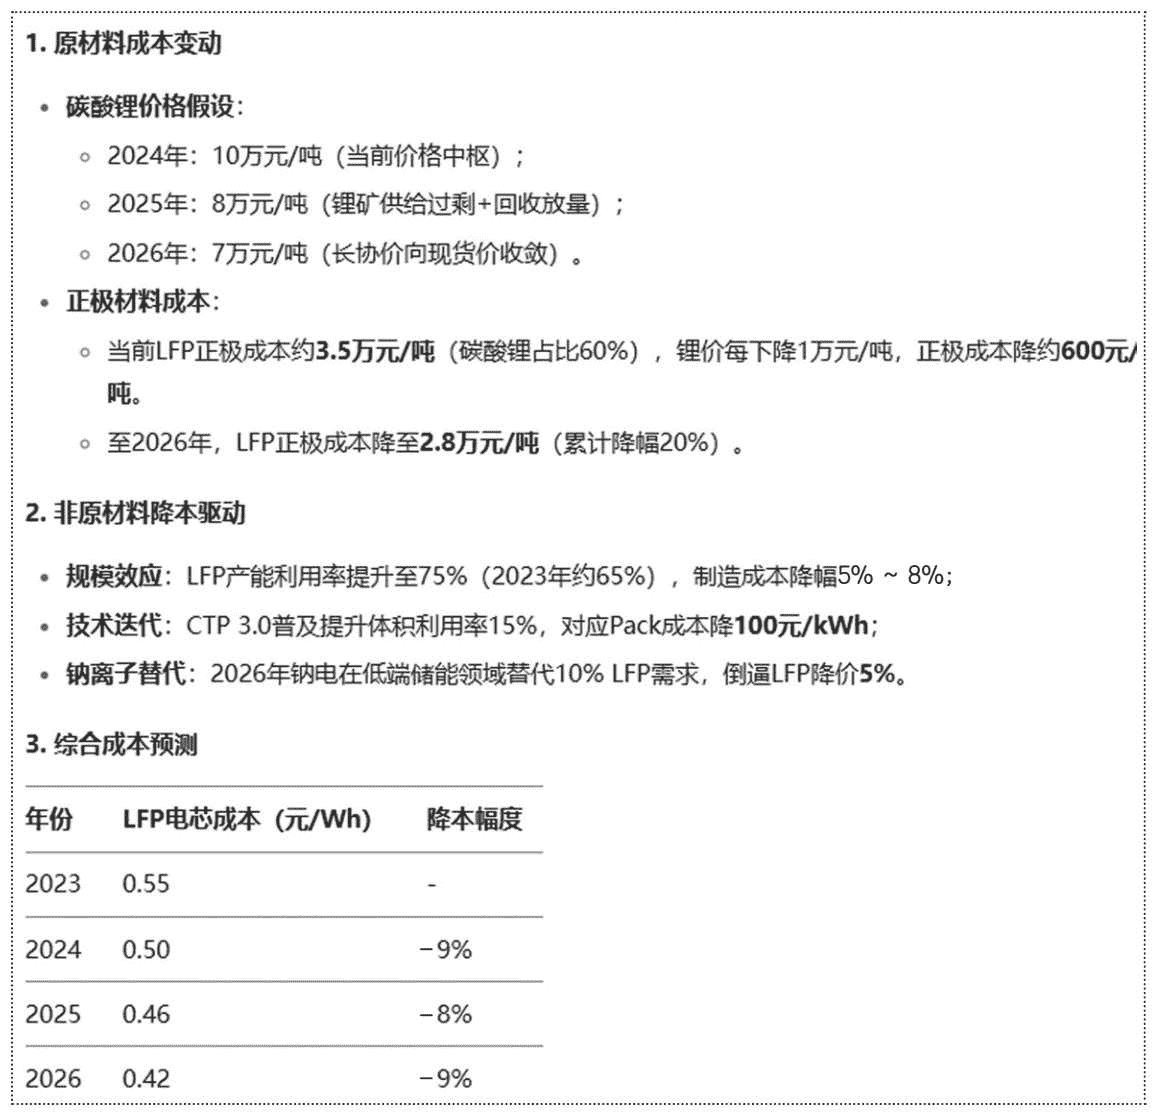 1. 原材料成本变动
• 碳酸锂价格假设：
○ 2024年：10万元/吨（当前价格中枢）；
○ 2025年：8万元/吨（锂矿供给过剩+回收放量）；
○ 2026年：7万元/吨（长协价向现货价收敛）。
• 正极材料成本：
○ 当前LFP正极成本约3.5万元/吨（碳酸锂占比60%），锂价每下降1万元/吨，正极成本降约600元/
吨。
○ 至2026年，LFP正极成本降至2.8万元/吨（累计降幅20%）。
2. 非原材料降本驱动
• 规模效应：LFP产能利用率提升至75%（2023年约65%），制造成本降幅5% ~ 8%；
• 技术迭代：CTP 3.0普及提升体积利用率15%，对应Pack成本降100元/kWh；
• 钠离子替代：2026年钠电在低端储能领域替代10% LFP需求，倒逼LFP降价5%。
3. 综合成本预测
年份 LFP电芯成本（元/Wh） 降本幅度
2023 0.55 -
2024 0.50 −9%
2025 0.46 −8%
2026 0.42 −9%